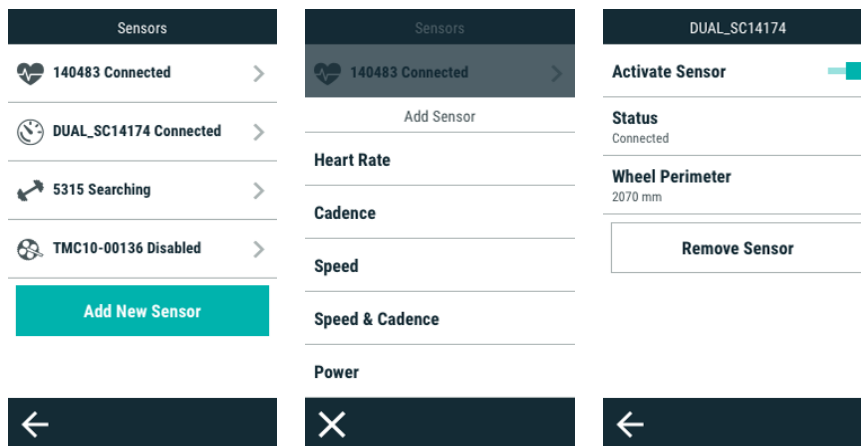 Sensors
140483 Connected
DUAL_SC14174 Connected
5315 Searching
TMC10-00136 Disabled
Add New Sensor
Sensors
140483 Connected
Add Sensor
Heart Rate
Cadence
Speed
Speed & Cadence
Power
DUAL_SC14174
Activate Sensor
Status
Connected
Wheel Perimeter
2070 mm
Remove Sensor